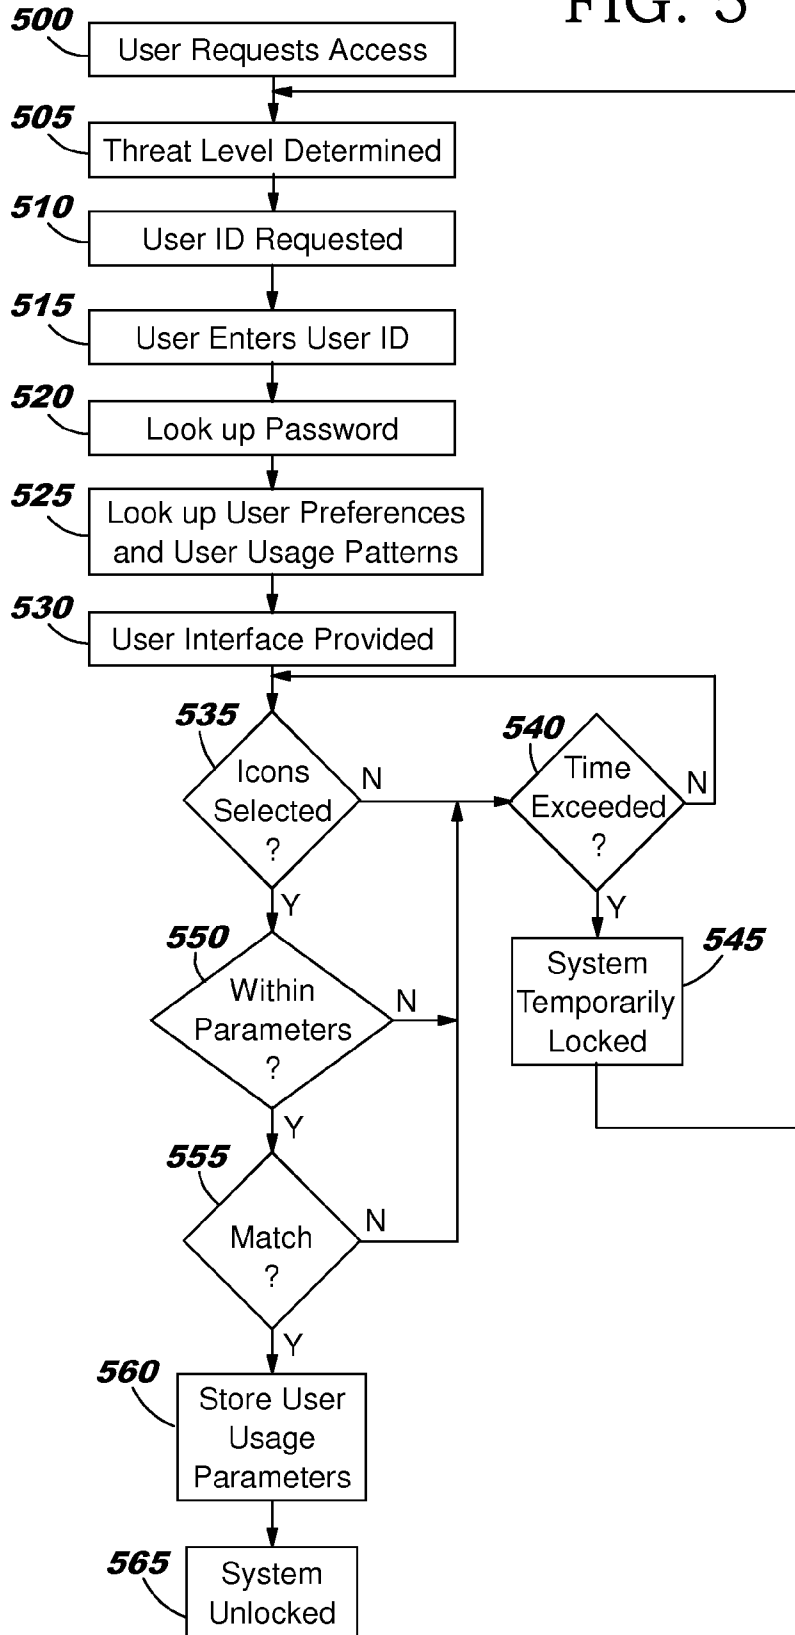 FIG. 5
500
User Requests Access
505
Threat Level Determined
510
User ID Requested
515
User Enters User ID
520
Look up Password
525
Look up User Preferences
and User Usage Patterns
530
User Interface Provided
535
Icons
Selected
?
N
Y
540
Time
Exceeded
?
N
Y
545
System
Temporarily
Locked
550
Within
Parameters
?
N
Y
555
Match
?
N
Y
560
Store User
Usage
Parameters
565
System
Unlocked